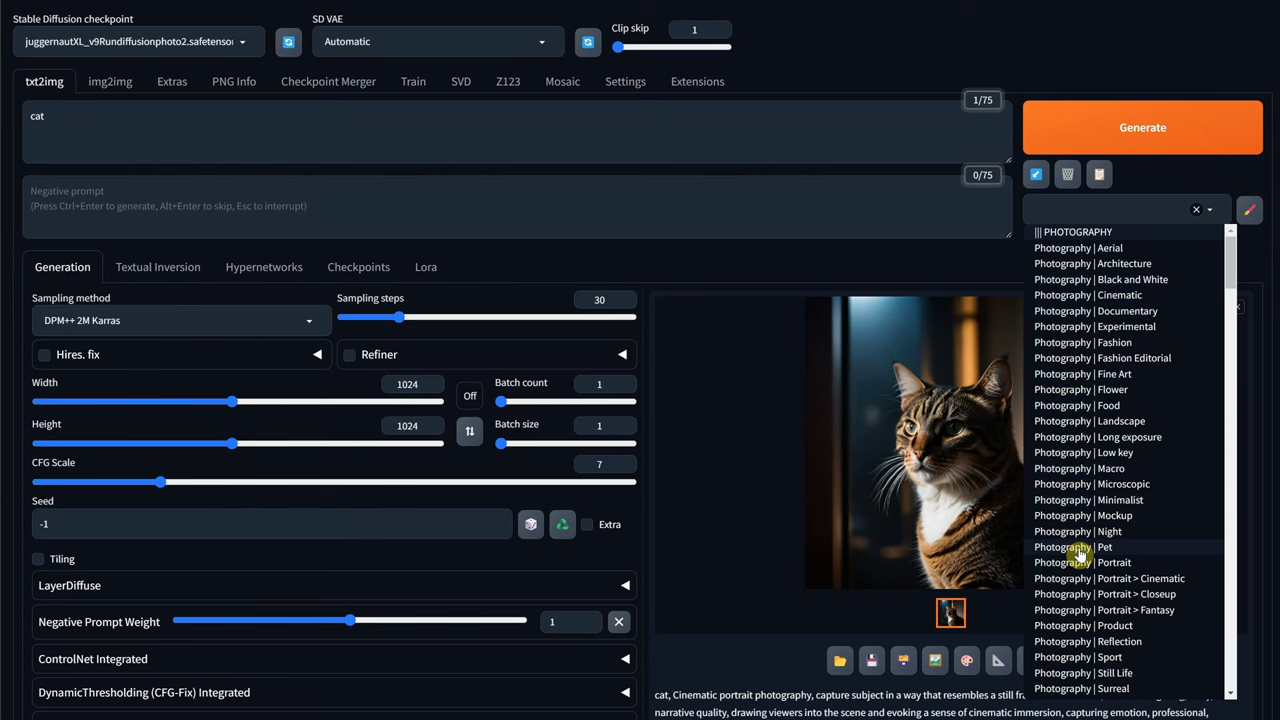 Stable Diffusion checkpoint
SD VAE
Clip skip
1
juggernautXL_v9Rundiffusionphoto2.safetensor
Automatic
txt2img
img2img
Extras
PNG Info
Checkpoint Merger
Train
SVD
Z123
Mosaic
Settings
Extensions
1/75
cat
Generate
0/75
Negative prompt
(Press Ctrl+Enter to generate, Alt+Enter to skip, Esc to interrupt)
Generation
Textual Inversion
Hypernetworks
Checkpoints
Lora
Sampling method
DPM++ 2M Karras
Sampling steps
30
Hires. fix
Refiner
Width
1024
Height
1024
Off
Batch count
1
Batch size
1
CFG Scale
7
Seed
-1
Extra
Tiling
LayerDiffuse
Negative Prompt Weight
1
ControlNet Integrated
DynamicThresholding (CFG-Fix) Integrated
||| PHOTOGRAPHY
Photography | Aerial
Photography | Architecture
Photography | Black and White
Photography | Cinematic
Photography | Documentary
Photography | Experimental
Photography | Fashion
Photography | Fashion Editorial
Photography | Fine Art
Photography | Flower
Photography | Food
Photography | Landscape
Photography | Long exposure
Photography | Low key
Photography | Macro
Photography | Microscopic
Photography | Minimalist
Photography | Mockup
Photography | Night
Photography | Pet
Photography | Portrait
Photography | Portrait > Cinematic
Photography | Portrait > Closeup
Photography | Portrait > Fantasy
Photography | Product
Photography | Reflection
Photography | Sport
Photography | Still Life
Photography | Surreal
cat, Cinematic portrait photography, capture subject in a way that resembles a still
narrative quality, drawing viewers into the scene and evoking a sense of cinematic immersion, capturing emotion, professional,